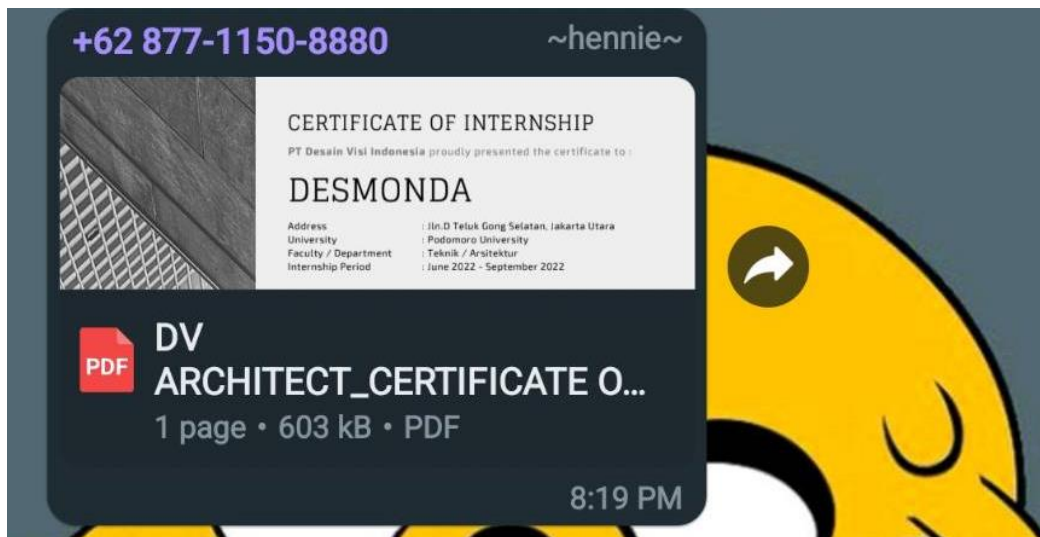 +62 877-1150-8880 ~hennie~
CERTIFICATE OF INTERNSHIP
PT Desain Visi Indonesia proudly presented the certificate to :
DESMONDA
Address : Jln.D Teluk Gong Selatan, Jakarta Utara
University : Podomoro University
Faculty / Department : Teknik / Arsitektur
Internship Period : June 2022 - September 2022
PDF
DV
ARCHITECT_CERTIFICATE O...
1 page • 603 kB • PDF
8:19 PM